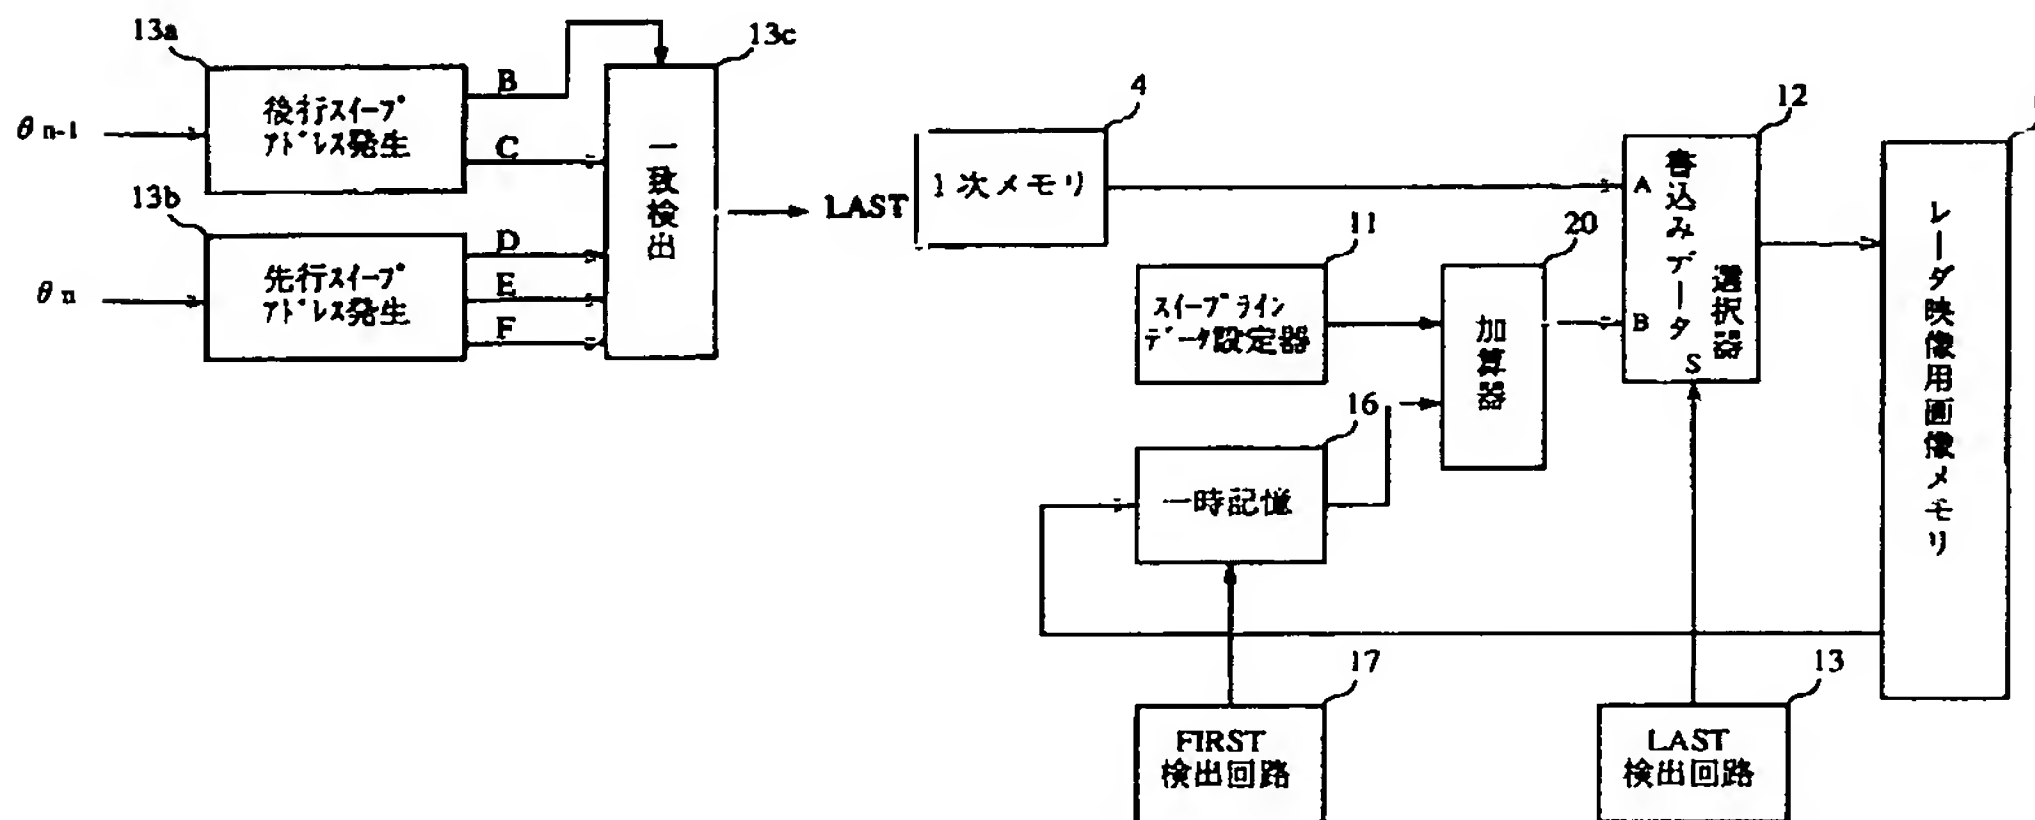 13a
後行スイープ
アドレス発生
θn-1
B
C
13c
一致検出
13b
先行スイープ
アドレス発生
θn
D
E
F
LAST
4
1次メモリ
11
スイープライン
データ設定器
20
加算器
12
書込みデータ
選択器
A
B
S
レーダ映像用画像メモリ
16
一時記憶
17
FIRST
検出回路
13
LAST
検出回路